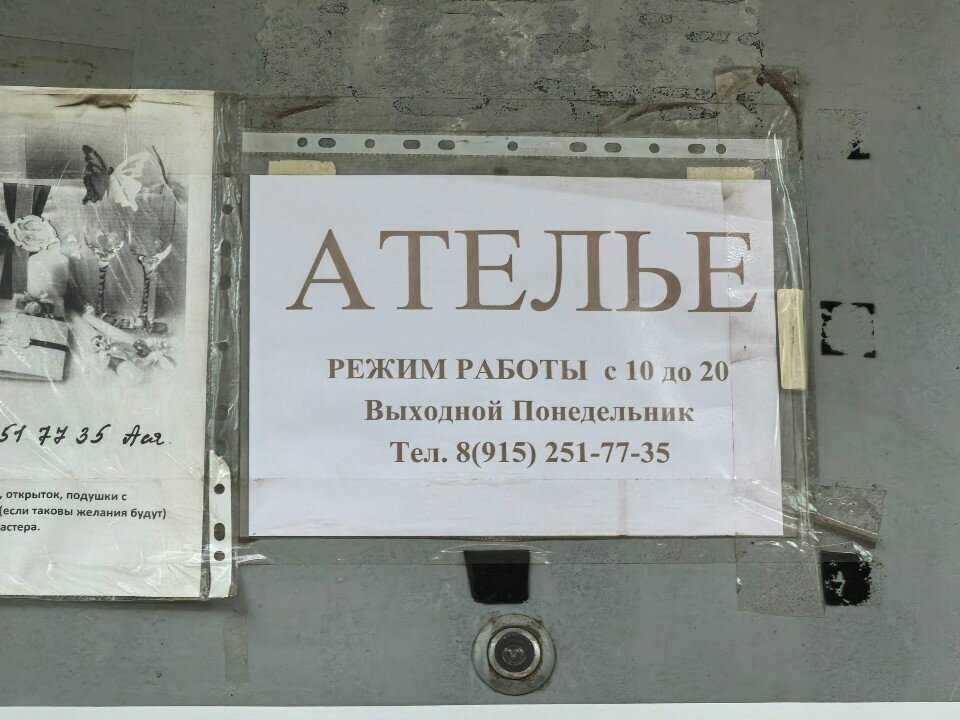 АТЕЛЬЕ
РЕЖИМ РАБОТЫ с 10 до 20
Выходной Понедельник
Тел. 8(915) 251-77-35
51 77 35 Ася.
, открыток, подушки с
(если таковы желания будут)
астера.